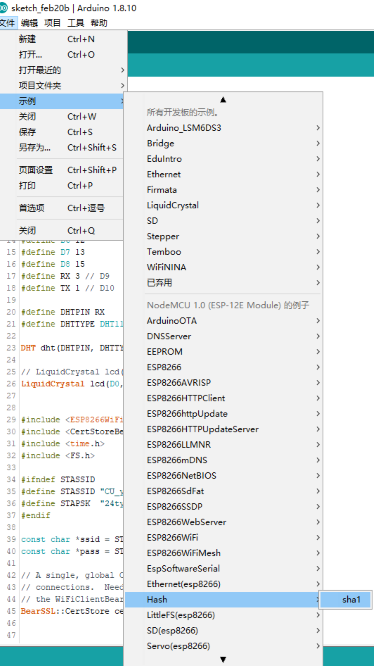 sketch_feb20b | Arduino 1.8.10
文件 编辑 项目 工具 帮助
新建 Ctrl+N
打开... Ctrl+O
打开最近的
项目文件夹
示例
关闭 Ctrl+W
保存 Ctrl+S
另存为... Ctrl+Shift+S
页面设置 Ctrl+Shift+P
打印 Ctrl+P
首选项 Ctrl+逗号
关闭 Ctrl+Q
所有开发板的示例。
Arduino_LSM6DS3
Bridge
EduIntro
Ethernet
Firmata
LiquidCrystal
SD
Stepper
Temboo
WiFiNINA
已弃用
NodeMCU 1.0 (ESP-12E Module) 的例子
ArduinoOTA
DNSServer
EEPROM
ESP8266
ESP8266AVRISP
ESP8266HTTPClient
ESP8266httpUpdate
ESP8266HTTPUpdateServer
ESP8266LLMNR
ESP8266mDNS
ESP8266NetBIOS
ESP8266SdFat
ESP8266SSDP
ESP8266WebServer
ESP8266WiFi
ESP8266WiFiMesh
EspSoftwareSerial
Ethernet(esp8266)
Hash
sha1
LittleFS(esp8266)
SD(esp8266)
Servo(esp8266)
14 #define D6 12
15 #define D7 13
16 #define D8 15
17 #define RX 3 // D9
18 #define TX 1 // D10
19
20 #define DHTPIN RX
21 #define DHTTYPE DHT11
22
23 DHT dht(DHTPIN, DHTTY
24
25 // LiquidCrystal lcd(
26 LiquidCrystal lcd(D0,
27
28
29 #include <ESP8266WiFi
30 #include <CertStoreBe
31 #include <time.h>
32 #include <FS.h>
33
34 #ifndef STASSID
35 #define STASSID "CU_
36 #define STAPSK "24ty
37 #endif
38
39 const char *ssid = ST
40 const char *pass = ST
41
42 // A single, global C
43 // connections. Need
44 // the WiFiClientBear
45 BearSSL::CertStore ce
46
47